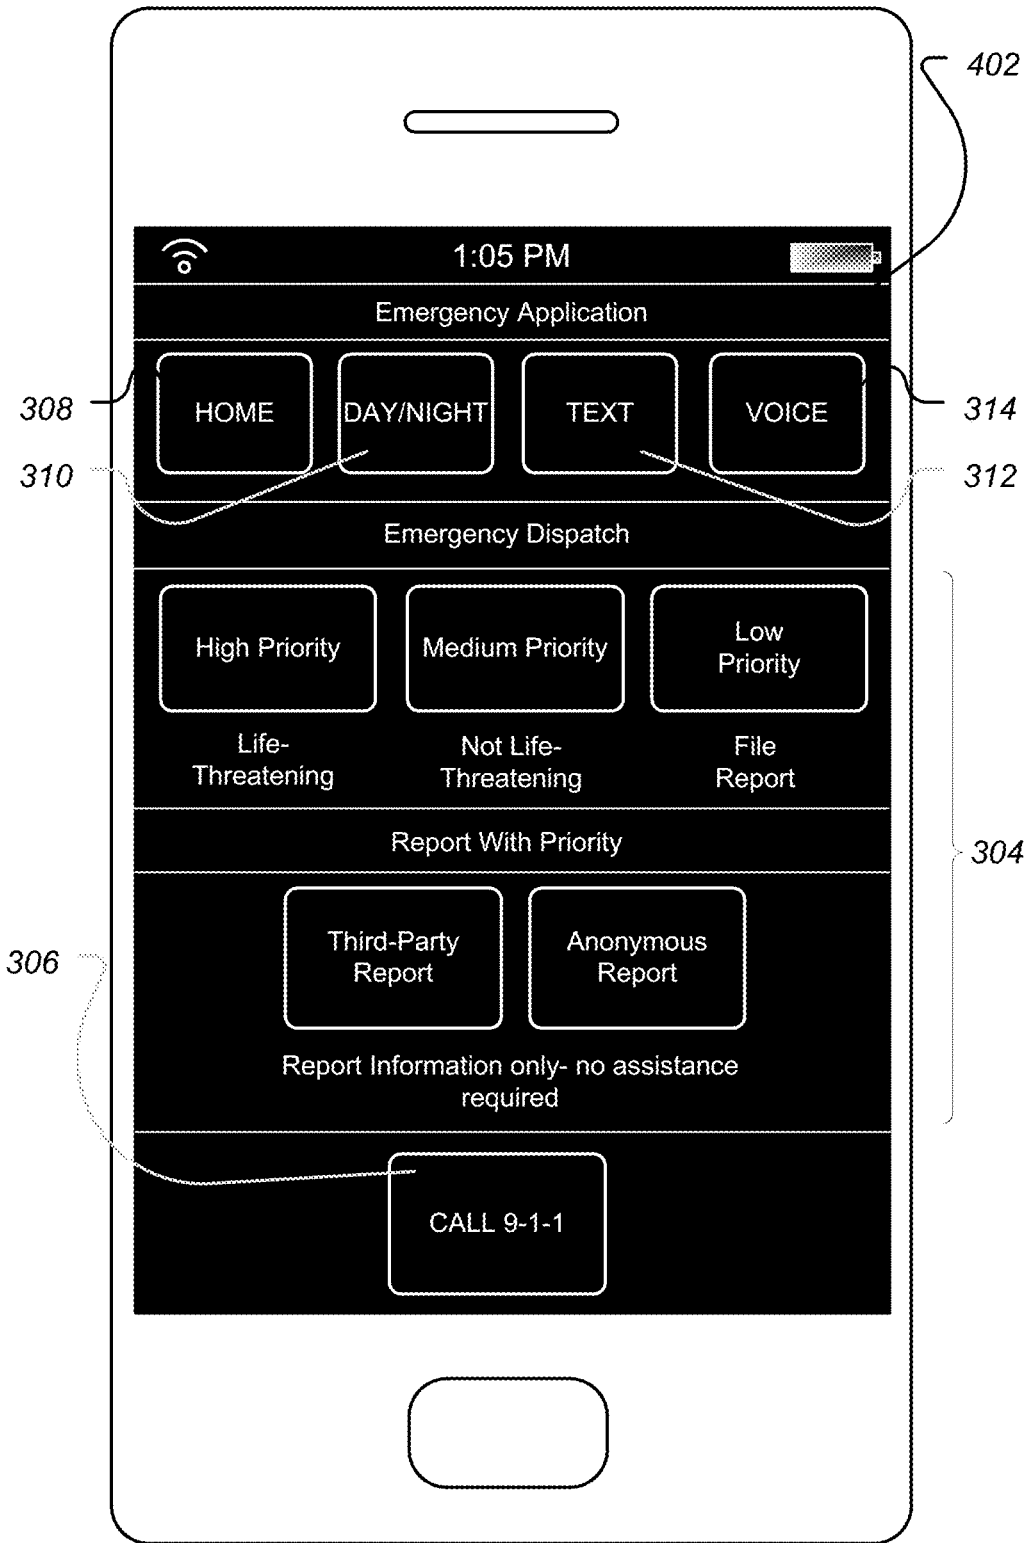 402
1:05 PM
Emergency Application
308
HOME
DAY/NIGHT
TEXT
VOICE
314
310
312
Emergency Dispatch
High Priority
Medium Priority
Low
Priority
Life-
Threatening
Not Life-
Threatening
File
Report
Report With Priority
304
Third-Party
Report
Anonymous
Report
306
Report Information only- no assistance
required
CALL 9-1-1